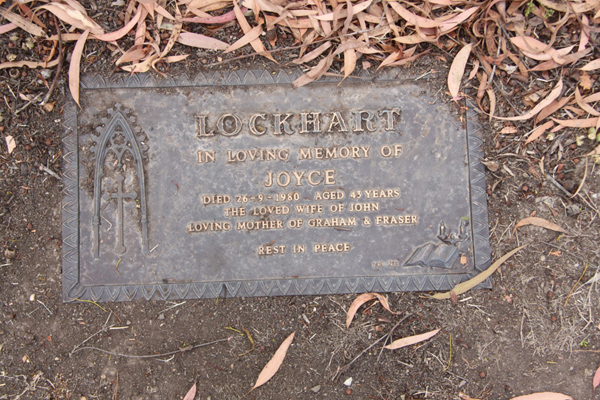 LOCKHART
IN LOVING MEMORY OF
JOYCE
DIED 26-9-1980 AGED 43 YEARS
THE LOVED WIFE OF JOHN
LOVING MOTHER OF GRAHAM & FRASER
REST IN PEACE